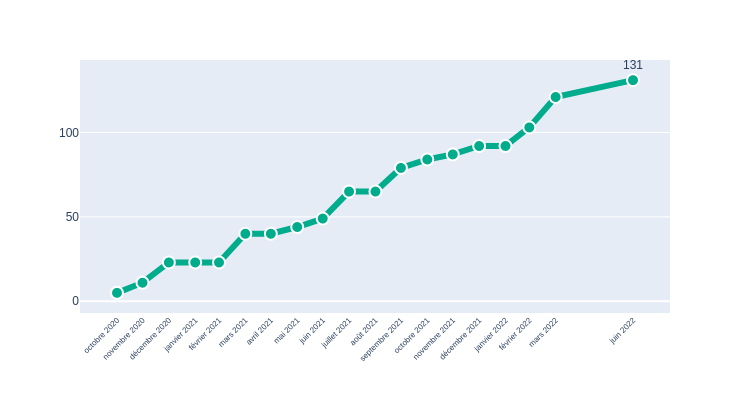 131
100
50
0
octobre 2020
novembre 2020
décembre 2020
janvier 2021
février 2021
mars 2021
avril 2021
mai 2021
juin 2021
juillet 2021
août 2021
septembre 2021
octobre 2021
novembre 2021
décembre 2021
janvier 2022
février 2022
mars 2022
juin 2022